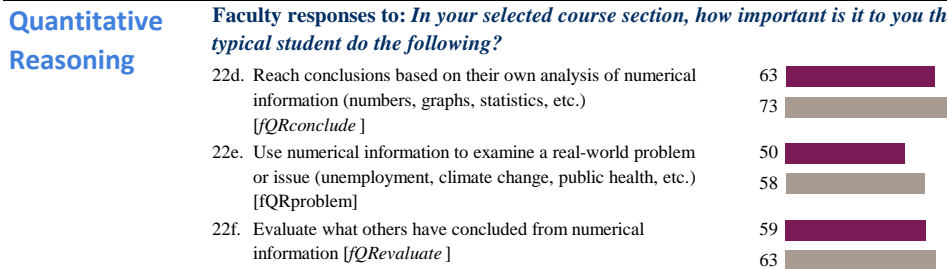 Quantitative
Reasoning
Faculty responses to: In your selected course section, how important is it to you th
typical student do the following?
22d. Reach conclusions based on their own analysis of numerical
information (numbers, graphs, statistics, etc.)
[fQRconclude ]
63
73
22e. Use numerical information to examine a real-world problem
or issue (unemployment, climate change, public health, etc.)
[fQRproblem]
50
58
22f. Evaluate what others have concluded from numerical
information [fQRevaluate ]
59
63